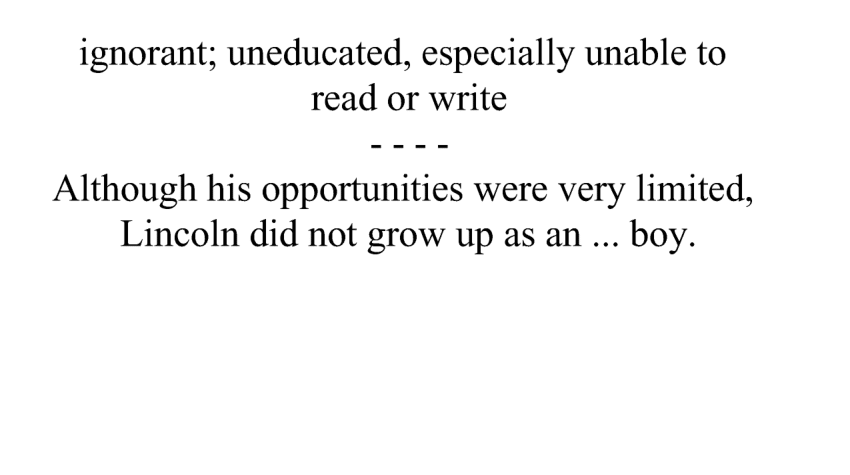 ignorant; uneducated, especially unable to
read or write
- - - -
Although his opportunities were very limited,
Lincoln did not grow up as an ... boy.